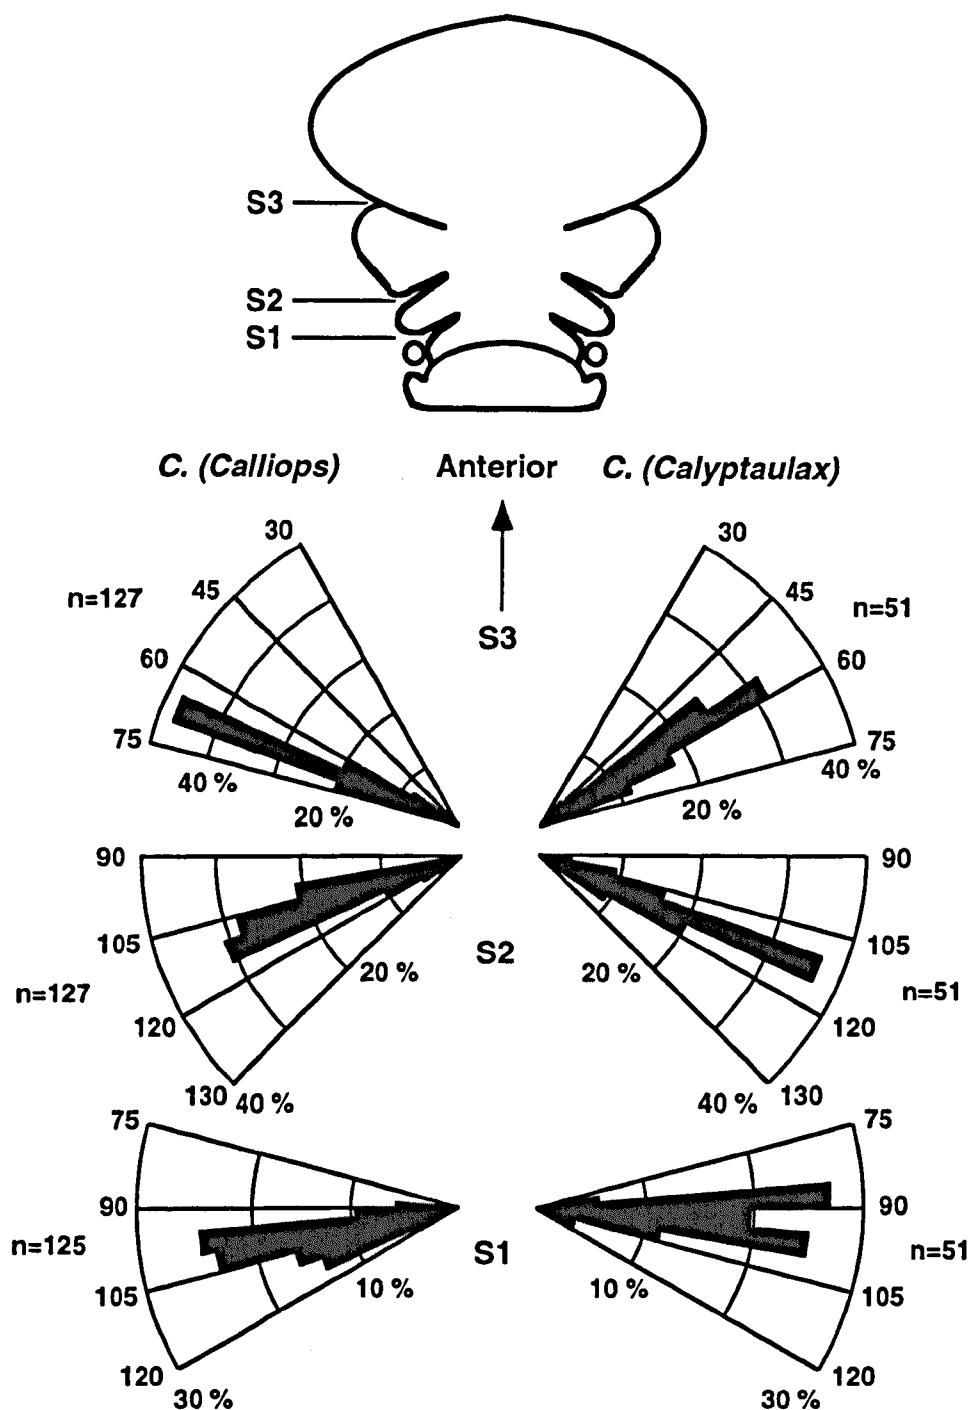 S3
S2
S1
C. (Calliops) Anterior C. (Calyptaulax)
30 30
n=127 45 45 n=51
S3
60 60
75 75
40 % 40 %
20 % 20 %
90 90
105 105
S2
20 % 20 %
n=127 n=51
120 120
130 40 % 40 % 130
75 75
90 90
n=125 S1 n=51
10 % 10 %
105 105
120 120
30 % 30 %